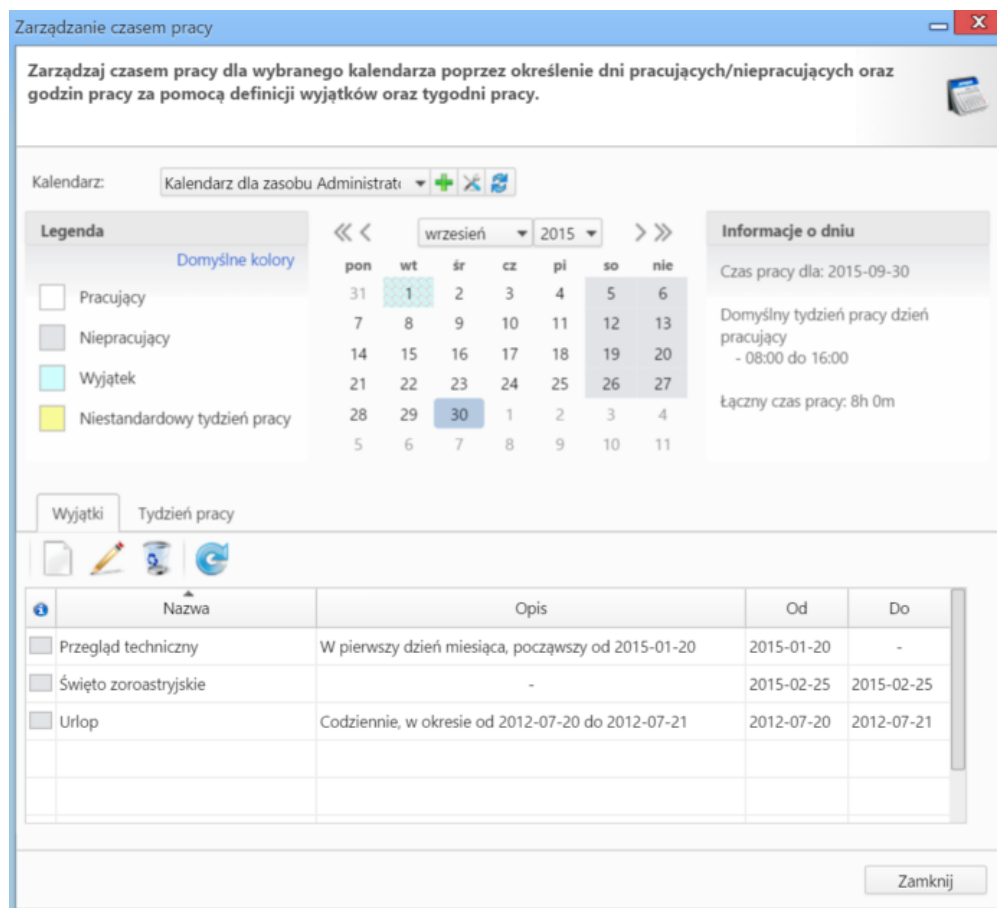 Zarządzanie czasem pracy
Zarządzaj czasem pracy dla wybranego kalendarza poprzez określenie dni pracujących/niepracujących oraz
godzin pracy za pomocą definicji wyjątków oraz tygodni pracy.
Kalendarz:
Kalendarz dla zasobu Administrato
Legenda
Domyślne kolory
Pracujący
Niepracujący
Wyjątek
Niestandardowy tydzień pracy
wrzesień 2015
pon wt śr cz pi so nie
31 1 2 3 4 5 6
7 8 9 10 11 12 13
14 15 16 17 18 19 20
21 22 23 24 25 26 27
28 29 30 1 2 3 4
5 6 7 8 9 10 11
Informacje o dniu
Czas pracy dla: 2015-09-30
Domyślny tydzień pracy dzień
pracujący
- 08:00 do 16:00
Łączny czas pracy: 8h 0m
Wyjątki Tydzień pracy
Nazwa Opis Od Do
Przegląd techniczny W pierwszy dzień miesiąca, począwszy od 2015-01-20 2015-01-20 -
Święto zoroastryjskie - 2015-02-25 2015-02-25
Urlop Codziennie, w okresie od 2012-07-20 do 2012-07-21 2012-07-20 2012-07-21
Zamknij